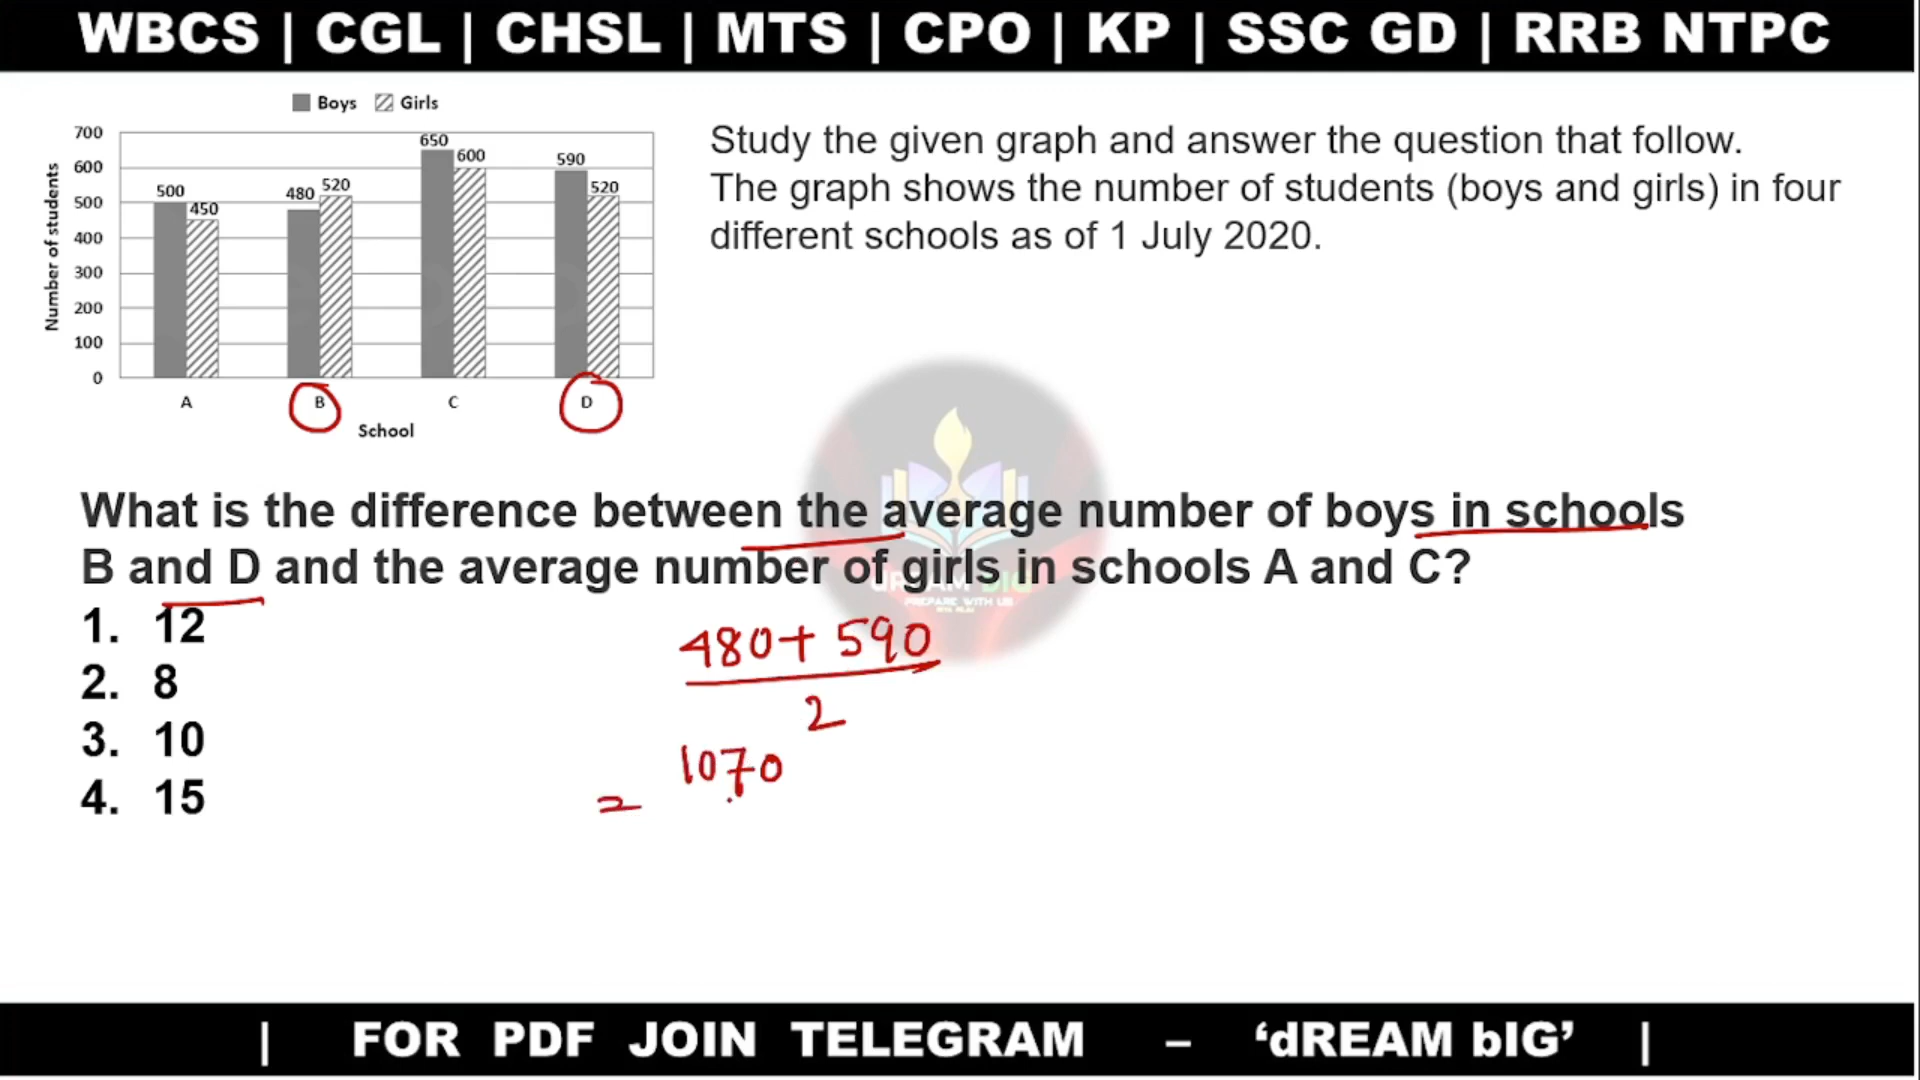 WBCS | CGL | CHSL | MTS | CPO | KP | SSC GD | RRB NTPC
Boys Girls
700
600
500
400
300
200
100
0
Number of students
500 450
480 520
650 600
590 520
A B C D
School
Study the given graph and answer the question that follow.
The graph shows the number of students (boys and girls) in four
different schools as of 1 July 2020.
What is the difference between the average number of boys in schools
B and D and the average number of girls in schools A and C?
1. 12
2. 8
3. 10
4. 15
DREAM bIG
PREPARE WITH US
480+ 590
2
= 1070
| FOR PDF JOIN TELEGRAM – ‘dREAM bIG’ |